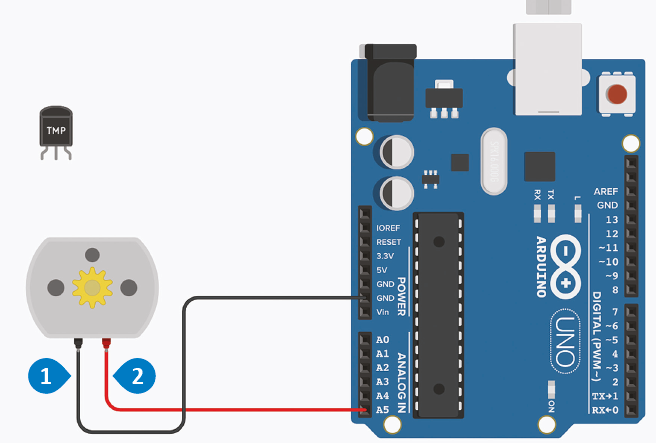 TMP
1
2
IOREF
RESET
3.3V
5V
GND
GND
Vin
POWER
A0
A1
A2
A3
A4
A5
ANALOG IN
RX
TX
L
ARDUINO
UNO
ON
AREF
GND
13
12
~11
~10
~9
8
7
~6
~5
4
~3
2
TX→1
RX←0
DIGITAL (PWM~)